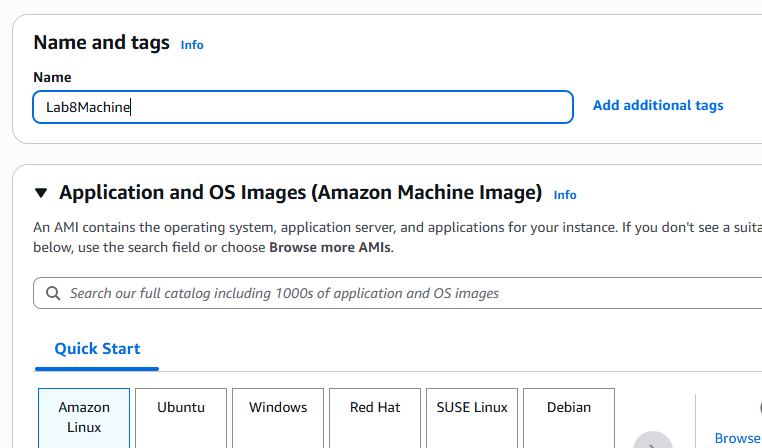 Name and tags Info
Name
Lab8Machine
Add additional tags
Application and OS Images (Amazon Machine Image) Info
An AMI contains the operating system, application server, and applications for your instance. If you don't see a
below, use the search field or choose Browse more AMIs.
Search our full catalog including 1000s of application and OS images
Quick Start
Amazon
Linux
Ubuntu
Windows
Red Hat
SUSE Linux
Debian
Browse